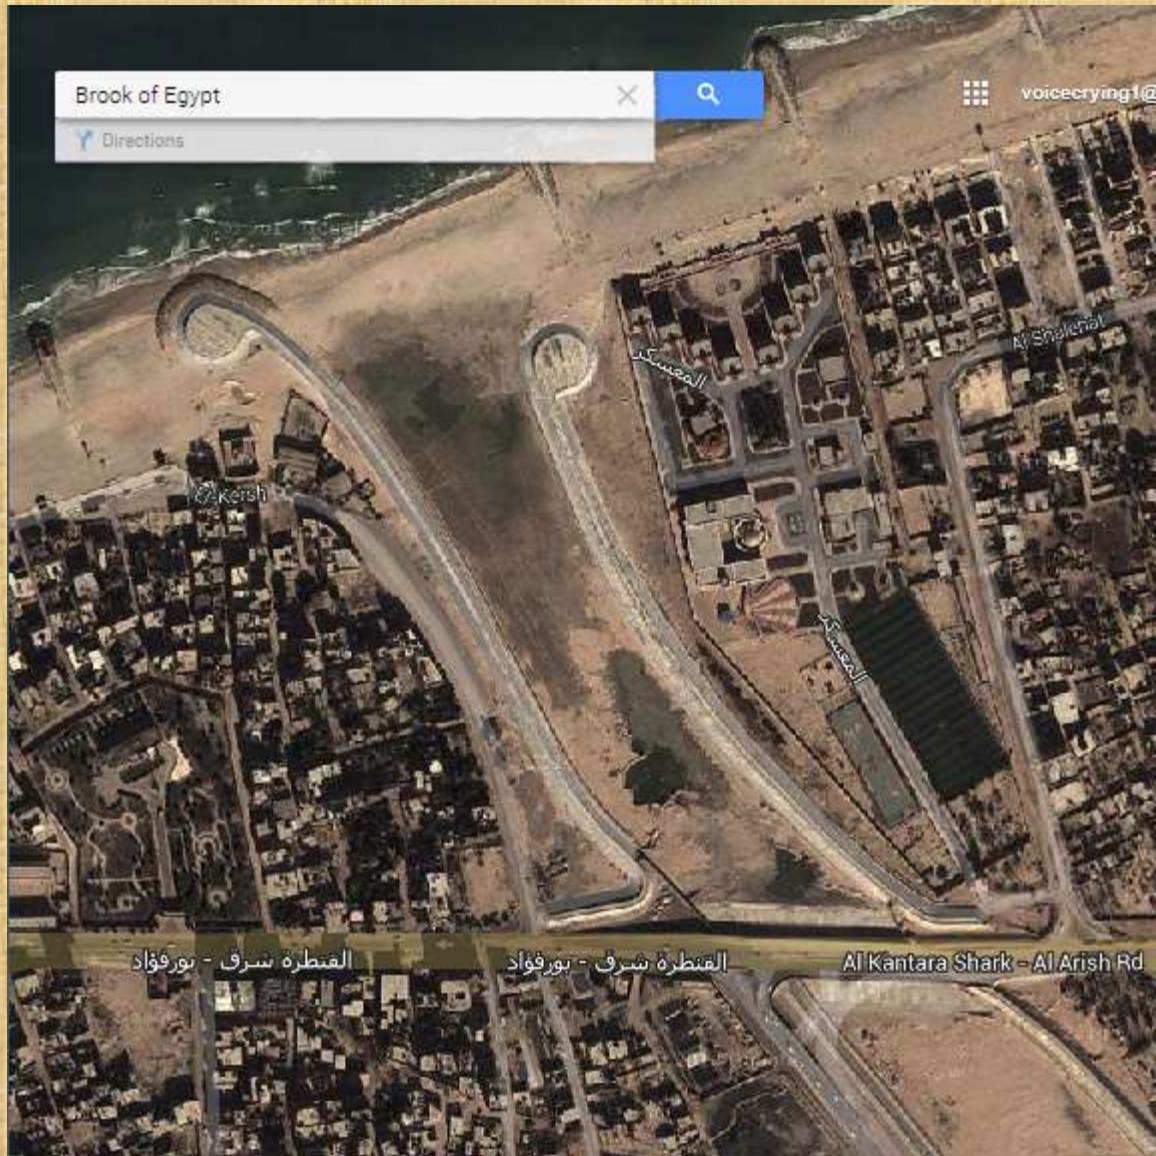 Brook of Egypt
voicecrying1@
Directions
Al Shulehat
المعسكر
El-Kersh
المعسكر
القنطرة شرق - بورفؤاد
القنطرة شرق - بورفؤاد
Al Kantara Shark - Al Arish Rd